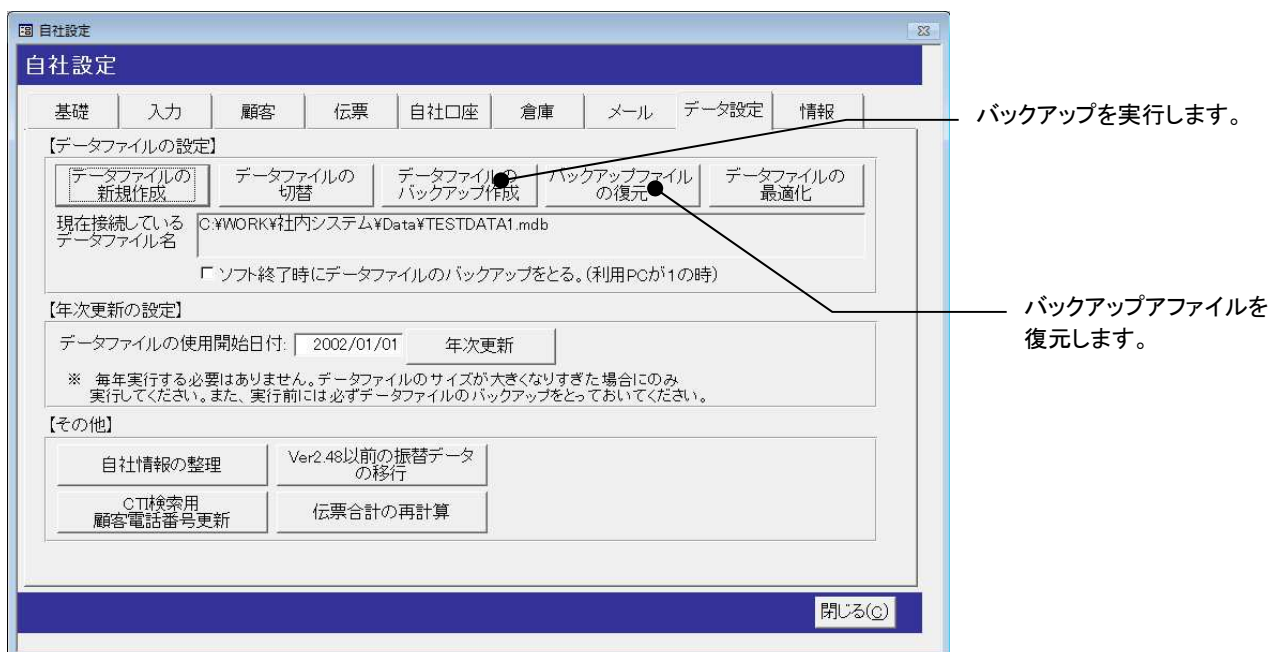 自社設定
自社設定
基礎 入力 顧客 伝票 自社口座 倉庫 メール データ設定 情報
バックアップを実行します。
【データファイルの設定】
データファイルの
新規作成
データファイルの
切替
データファイルの
バックアップ作成
バックアップファイル
の復元
データファイルの
最適化
現在接続している
データファイル名
C:¥WORK¥社内システム¥Data¥TESTDATA1.mdb
ソフト終了時にデータファイルのバックアップをとる。(利用PCが1の時)
バックアップアファイルを
復元します。
【年次更新の設定】
データファイルの使用開始日付: 2002/01/01 年次更新
※ 毎年実行する必要はありません。データファイルのサイズが大きくなりすぎた場合にのみ
実行してください。また、実行前には必ずデータファイルのバックアップをとっておいてください。
【その他】
自社情報の整理
Ver2.48以前の振替データ
の移行
CTI検索用
顧客電話番号更新
伝票合計の再計算
閉じる(C)